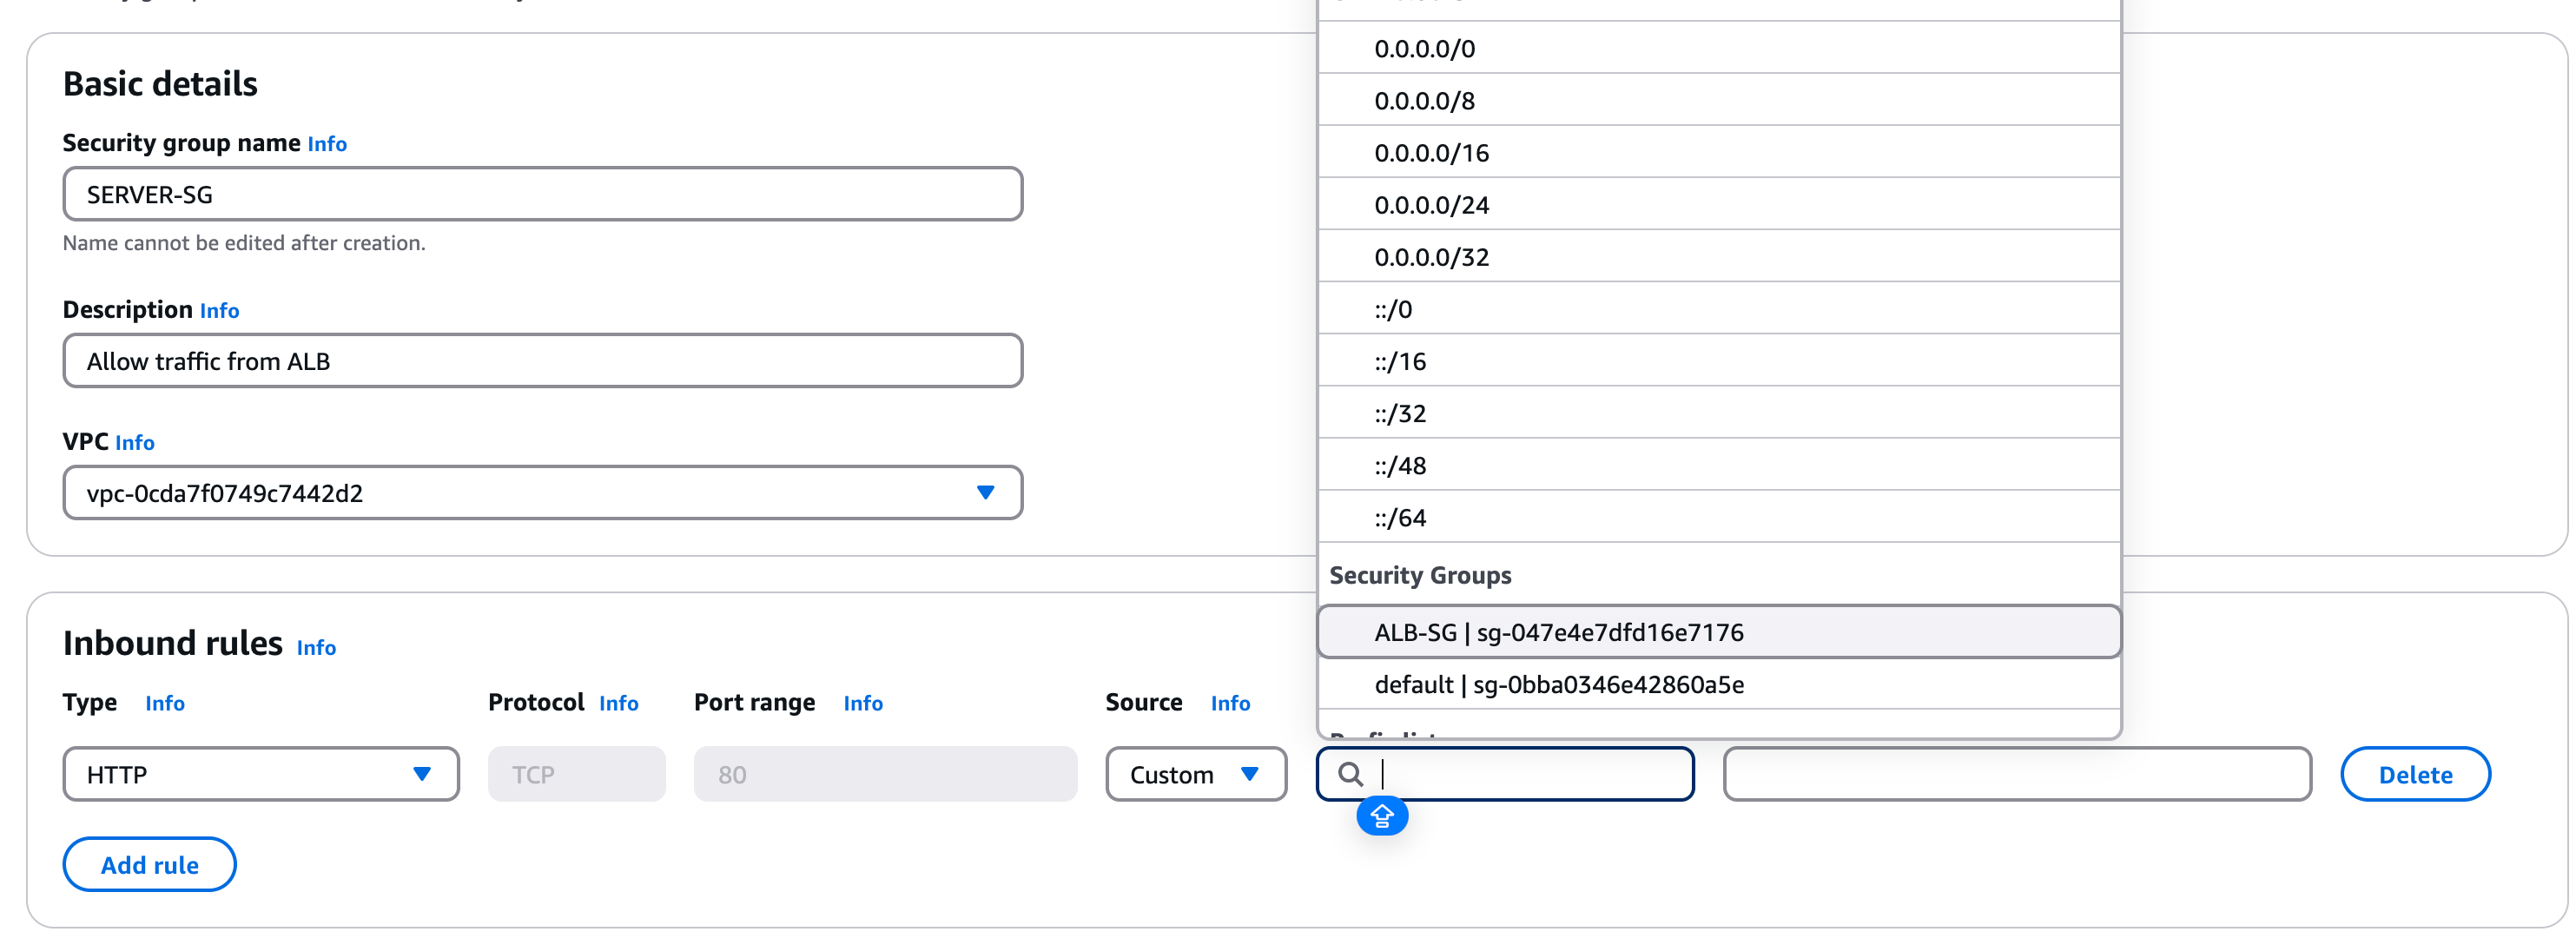 Basic details
Security group name Info
SERVER-SG
Name cannot be edited after creation.
Description Info
Allow traffic from ALB
VPC Info
vpc-0cda7f0749c7442d2
0.0.0.0/0
0.0.0.0/8
0.0.0.0/16
0.0.0.0/24
0.0.0.0/32
::/0
::/16
::/32
::/48
::/64
Security Groups
ALB-SG | sg-047e4e7dfd16e7176
default | sg-0bba0346e42860a5e
Inbound rules Info
Type Info Protocol Info Port range Info Source Info
HTTP TCP 80 Custom Delete
Add rule